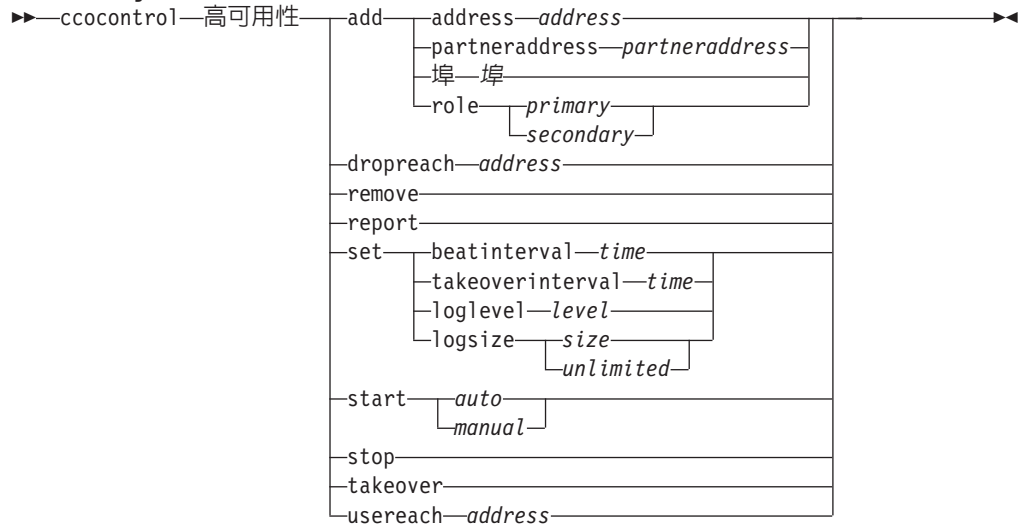 ccocontrol 高可用性 add address address
partneraddress partneraddress
埠 埠
role primary
secondary
dropreach address
remove
report
set beatinterval time
takeoverinterval time
loglevel level
logsize size
unlimited
start auto
manual
stop
takeover
usereach address